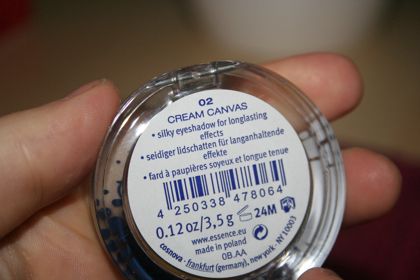 02
CREAM CANVAS
• silky eyeshadow for longlasting
effects
• seidiger lidschatten für langanhaltende
effekte
• fard à paupières soyeux et longue tenue
4 250338 478064
0.12 oz/3,5 g 24M
www.essence.eu
made in poland
0B.AA
cosnova - frankfurt (germany), new-york - NY 10003